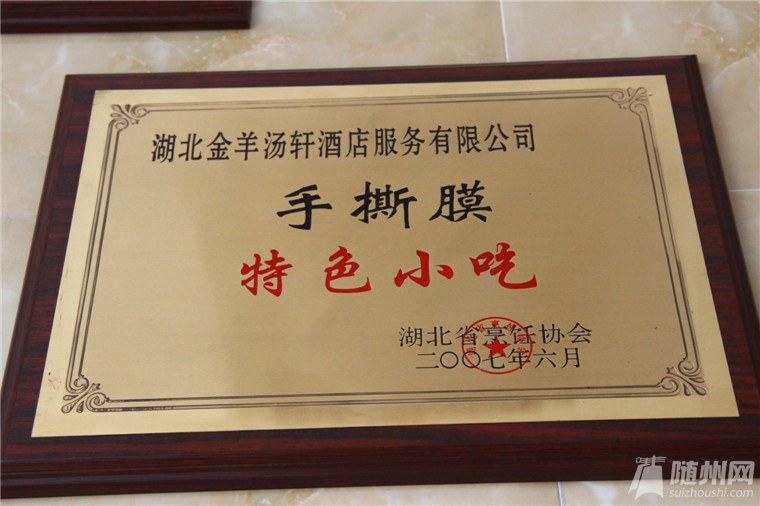 湖北金羊汤轩酒店服务有限公司
手撕膜
特色小吃
湖北省烹饪协会
二〇〇七年六月
随州网
suizhoushi.com